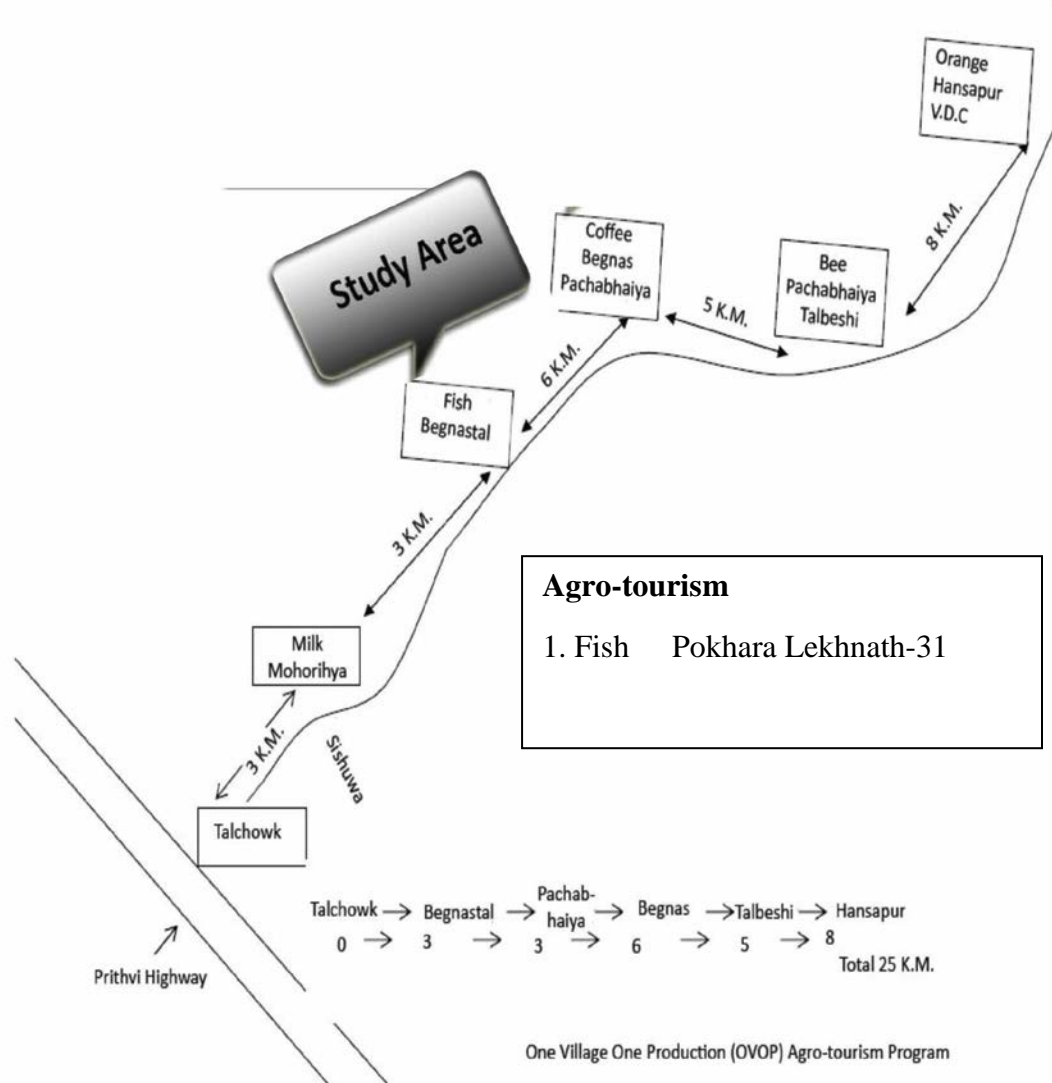 Orange
Hansapur
V.D.C
8 K.M.
Study Area
Coffee
Begnas
Pachabhaiya
Bee
Pachabhaiya
Talbeshi
5 K.M.
6 K.M.
Fish
Begnastal
3 K.M.
Agro-tourism
1. Fish Pokhara Lekhnath-31
Milk
Mohorihya
3 K.M.
Sishuwa
Talchowk
Talchowk → Begnastal → Pachab-haiya → Begnas → Talbeshi → Hansapur
0 → 3 → 3 → 6 → 5 → 8
Total 25 K.M.
Prithvi Highway
One Village One Production (OVOP) Agro-tourism Program